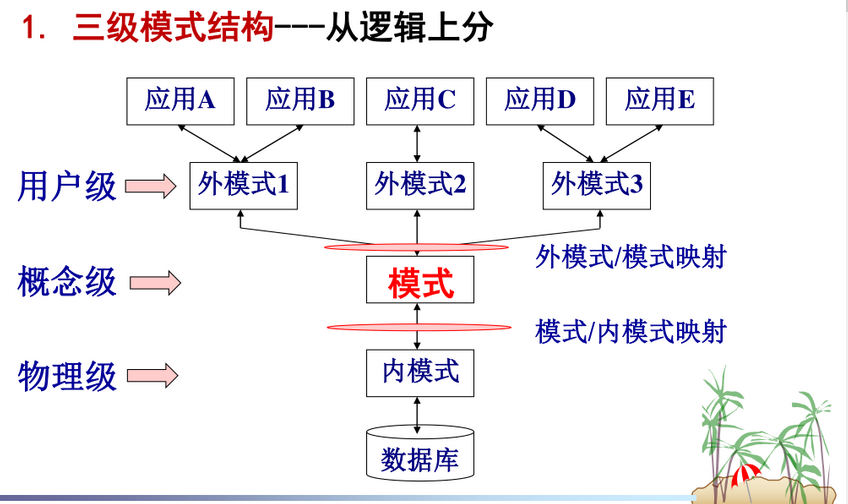 1. 三级模式结构---从逻辑上分
应用A 应用B 应用C 应用D 应用E
用户级 外模式1 外模式2 外模式3
外模式/模式映射
概念级 模式
模式/内模式映射
物理级 内模式
数据库